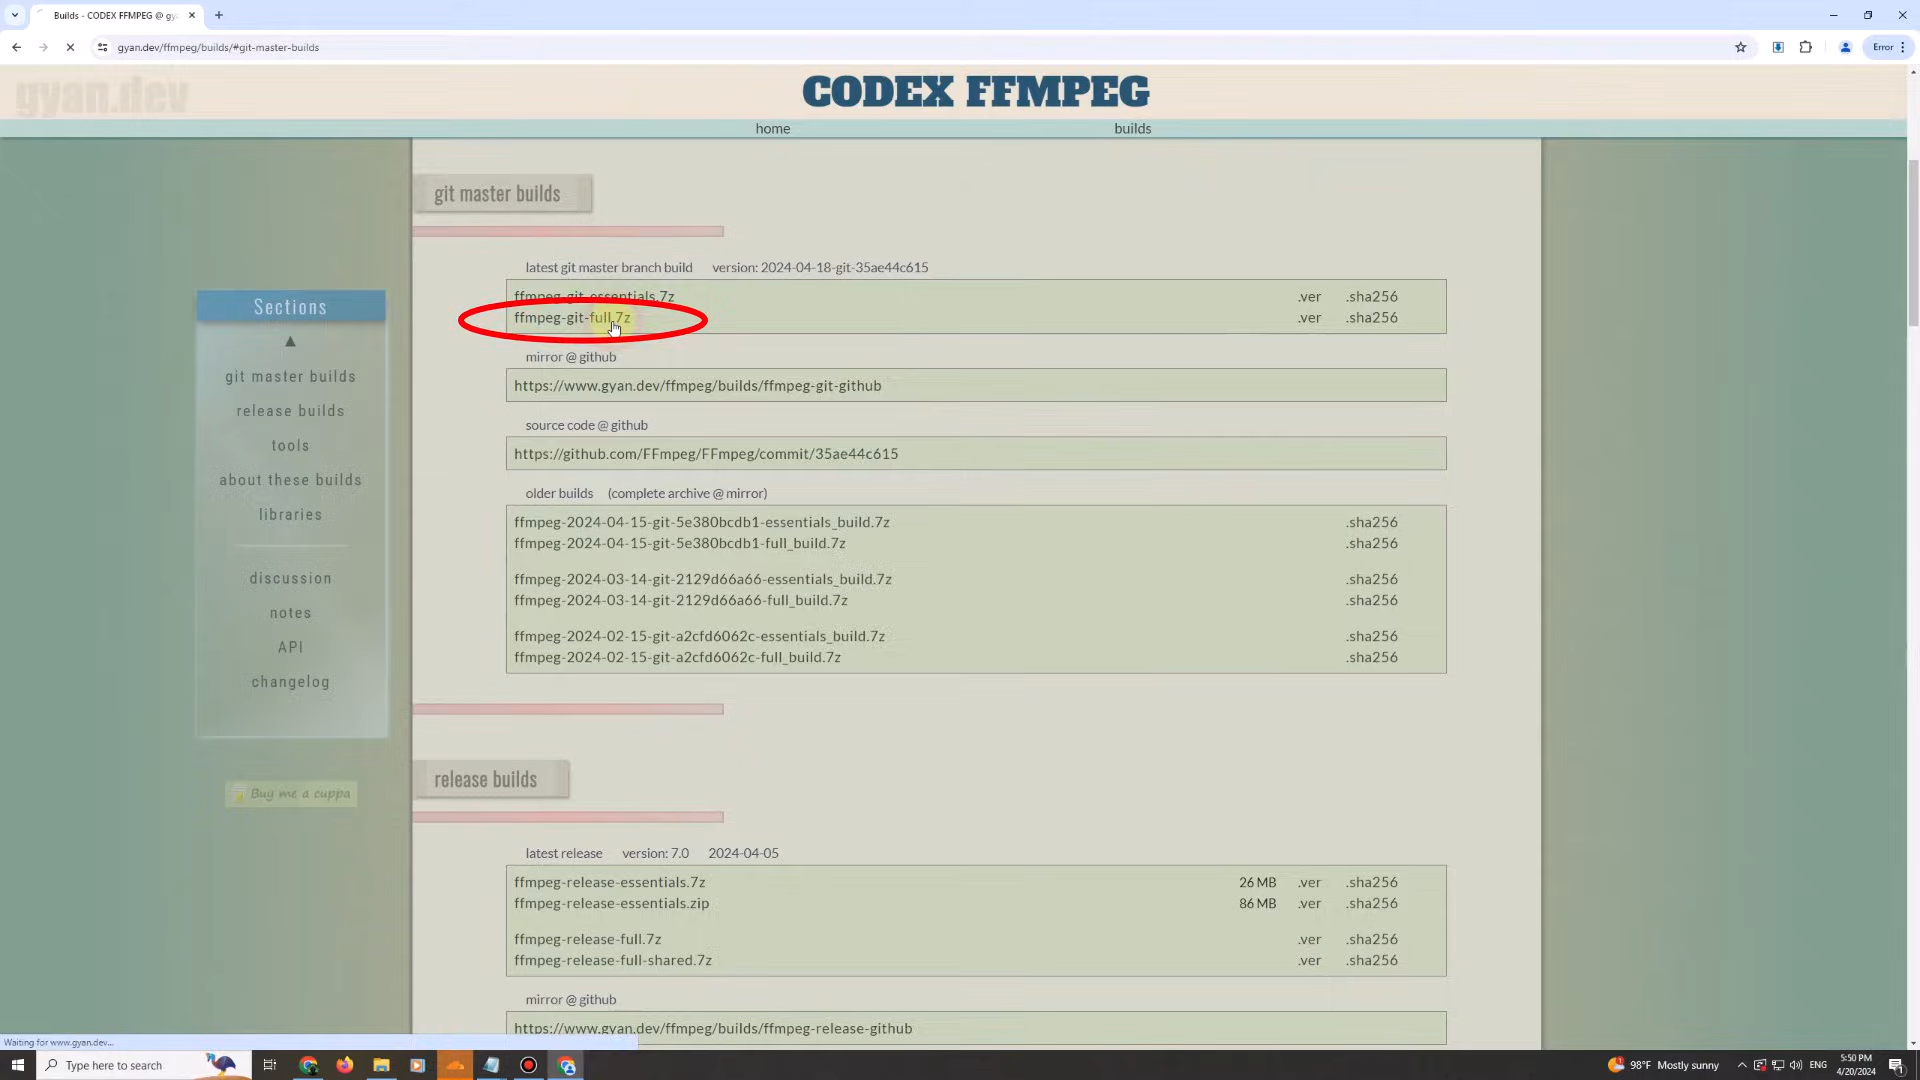 Builds - CODEX FFMPEG @ gy
gyan.dev/ffmpeg/builds/#git-master-builds
Error
gyan.dev
CODEX FFMPEG
home
builds
git master builds
latest git master branch build version: 2024-04-18-git-35ae44c615
ffmpeg-git-essentials.7z .ver .sha256
ffmpeg-git-full.7z .ver .sha256
mirror @ github
https://www.gyan.dev/ffmpeg/builds/ffmpeg-git-github
source code @ github
https://github.com/FFmpeg/FFmpeg/commit/35ae44c615
older builds (complete archive @ mirror)
ffmpeg-2024-04-15-git-5e380bcdb1-essentials_build.7z .sha256
ffmpeg-2024-04-15-git-5e380bcdb1-full_build.7z .sha256
ffmpeg-2024-03-14-git-2129d66a66-essentials_build.7z .sha256
ffmpeg-2024-03-14-git-2129d66a66-full_build.7z .sha256
ffmpeg-2024-02-15-git-a2cfd6062c-essentials_build.7z .sha256
ffmpeg-2024-02-15-git-a2cfd6062c-full_build.7z .sha256
Sections
git master builds
release builds
tools
about these builds
libraries
discussion
notes
API
changelog
Buy me a cuppa
release builds
latest release version: 7.0 2024-04-05
ffmpeg-release-essentials.7z 26 MB .ver .sha256
ffmpeg-release-essentials.zip 86 MB .ver .sha256
ffmpeg-release-full.7z .ver .sha256
ffmpeg-release-full-shared.7z .ver .sha256
mirror @ github
https://www.gyan.dev/ffmpeg/builds/ffmpeg-release-github
Waiting for www.gyan.dev...
Type here to search
98°F Mostly sunny
ENG
5:50 PM
4/20/2024